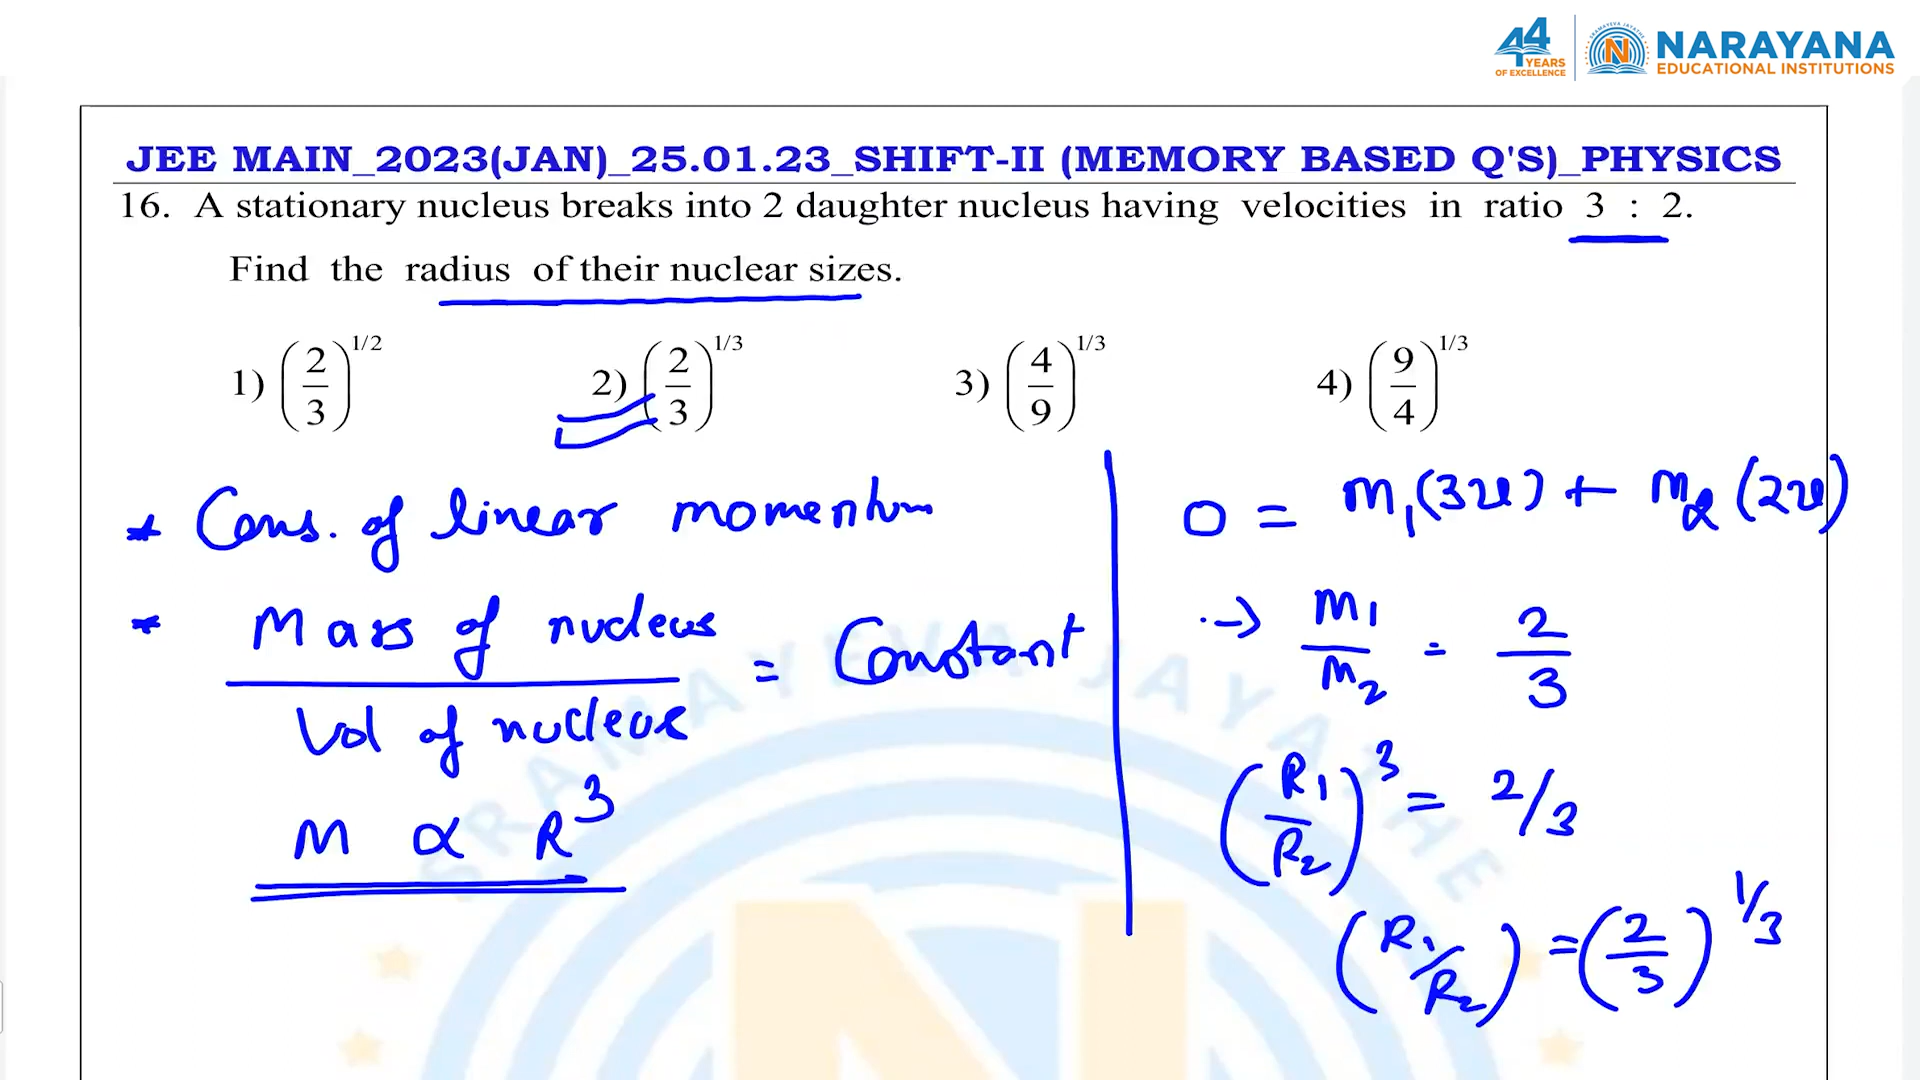 44 YEARS OF EXCELLENCE
NARAYANA
EDUCATIONAL INSTITUTIONS
JEE MAIN_2023(JAN)_25.01.23_SHIFT-II (MEMORY BASED Q'S)_PHYSICS
16. A stationary nucleus breaks into 2 daughter nucleus having velocities in ratio 3 : 2.
Find the radius of their nuclear sizes.
1) (2/3)^1/2 2) (2/3)^1/3 3) (4/9)^1/3 4) (9/4)^1/3
* Cons. of linear momentum
* Mass of nucleus / Vol of nucleus = Constant
M ∝ R^3
0 = m₁(3v) + m₂(2v)
→ m₁/m₂ = 2/3
(R₁/R₂)^3 = 2/3
(R₁/R₂) = (2/3)^1/3
SRAMAYEVA JAYATHE
N